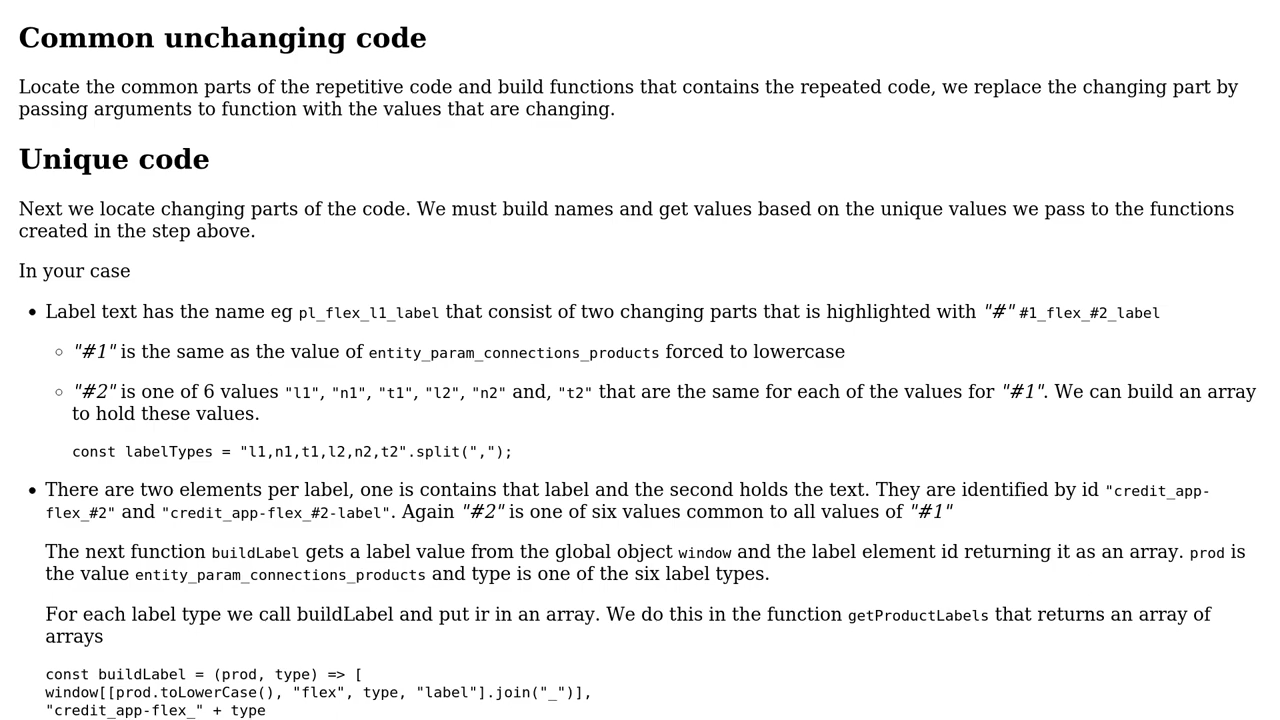 Common unchanging code
Locate the common parts of the repetitive code and build functions that contains the repeated code, we replace the changing part by
passing arguments to function with the values that are changing.
Unique code
Next we locate changing parts of the code. We must build names and get values based on the unique values we pass to the functions
created in the step above.
In your case
• Label text has the name eg pl_flex_l1_label that consist of two changing parts that is highlighted with "#" #1_flex_#2_label
◦ "#1" is the same as the value of entity_param_connections_products forced to lowercase
◦ "#2" is one of 6 values "l1", "n1", "t1", "l2", "n2" and, "t2" that are the same for each of the values for "#1". We can build an array
to hold these values.
const labelTypes = "l1,n1,t1,l2,n2,t2".split(",");
• There are two elements per label, one is contains that label and the second holds the text. They are identified by id "credit_app-
flex_#2" and "credit_app-flex_#2-label". Again "#2" is one of six values common to all values of "#1"
The next function buildLabel gets a label value from the global object window and the label element id returning it as an array. prod is
the value entity_param_connections_products and type is one of the six label types.
For each label type we call buildLabel and put ir in an array. We do this in the function getProductLabels that returns an array of
arrays
const buildLabel = (prod, type) => [
window[[prod.toLowerCase(), "flex", type, "label"].join("_")],
"credit_app-flex_" + type